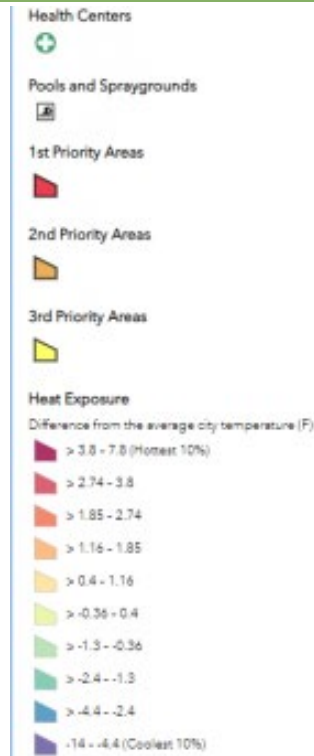 Health Centers
Pools and Spraygrounds
1st Priority Areas
2nd Priority Areas
3rd Priority Areas
Heat Exposure
Difference from the average city temperature (F)
> 3.8 - 7.8 (Hottest 10%)
> 2.74 - 3.8
> 1.85 - 2.74
> 1.16 - 1.85
> 0.4 - 1.16
> -0.36 - 0.4
> -1.3 - -0.36
> -2.4 - -1.3
> -4.4 - -2.4
-14 - -4.4 (Coolest 10%)